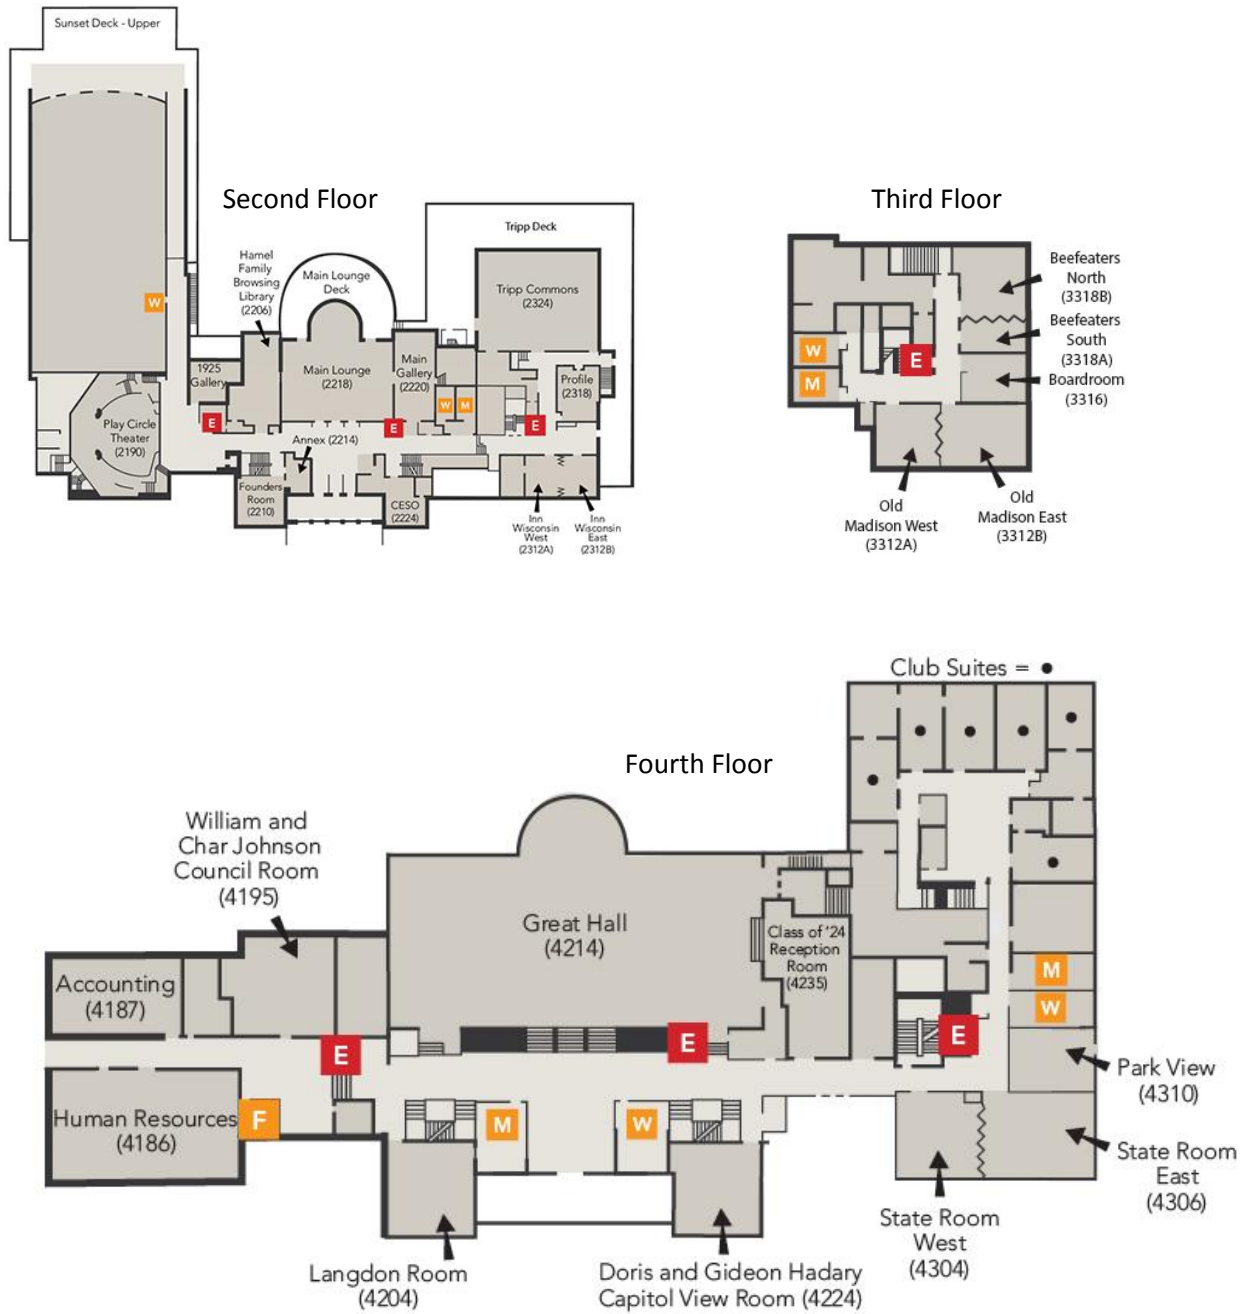 Sunset Deck - Upper
Second Floor
Tripp Deck
Hamel
Family
Browsing
Library
(2206)
Main Lounge
Deck
Tripp Commons
(2324)
W
1925
Gallery
Main Lounge
(2218)
Main
Gallery
(2220)
Profile
(2318)
W
M
E
E
E
Play Circle
Theater
(2190)
Annex (2214)
Founders
Room
(2210)
CESO
(2224)
Inn
Wisconsin
West
(2312A)
Inn
Wisconsin
East
(2312B)
Third Floor
Beefeaters
North
(3318B)
Beefeaters
South
(3318A)
Boardroom
(3316)
W
M
E
Old
Madison West
(3312A)
Old
Madison East
(3312B)
Club Suites =
Fourth Floor
William and
Char Johnson
Council Room
(4195)
Great Hall
(4214)
Class of '24
Reception
Room
(4235)
Accounting
(4187)
M
W
E
E
E
Park View
(4310)
Human Resources
(4186)
F
M
W
State Room
East
(4306)
State Room
West
(4304)
Langdon Room
(4204)
Doris and Gideon Hadary
Capitol View Room (4224)